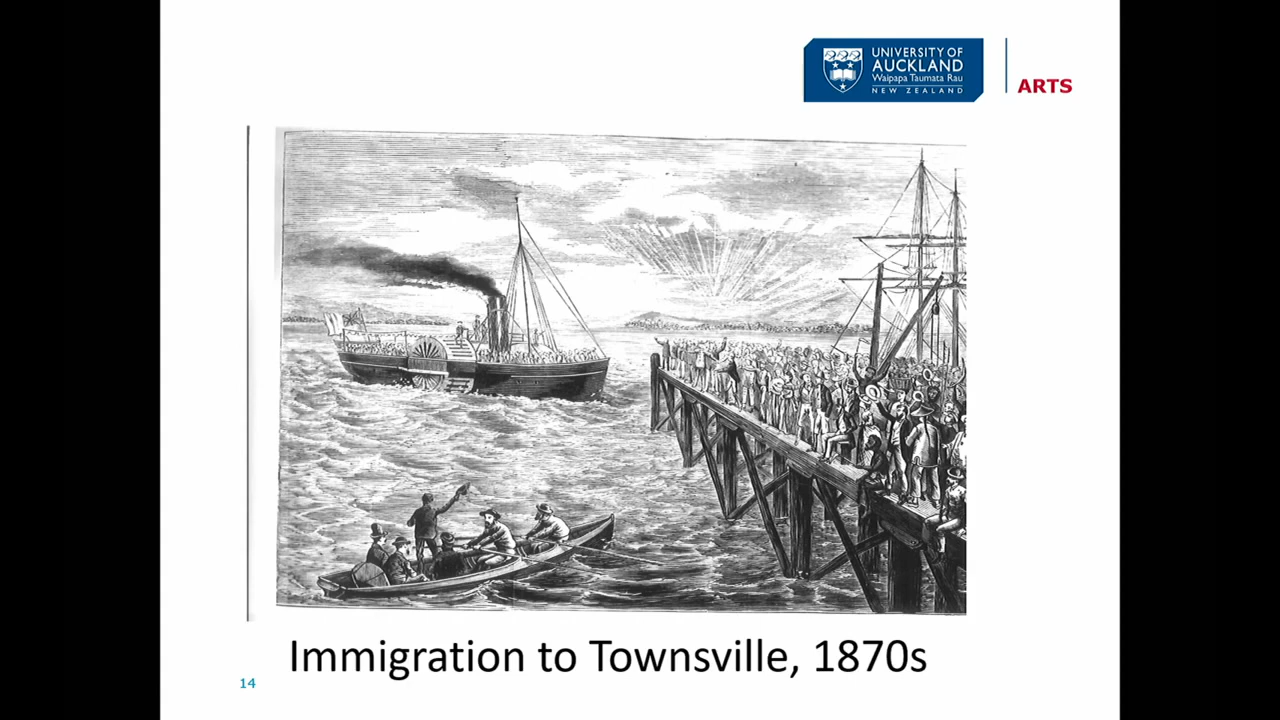 UNIVERSITY OF
AUCKLAND
Waipapa Taumata Rau
NEW ZEALAND
ARTS
Immigration to Townsville, 1870s
14